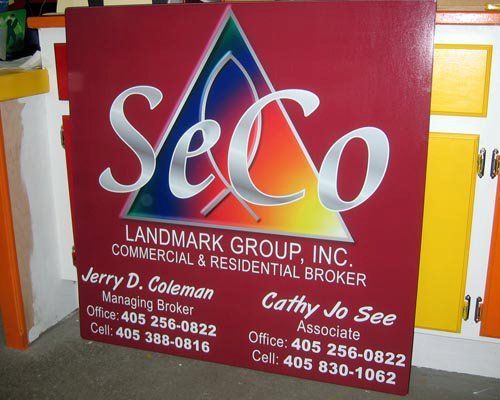 SeCo
LANDMARK GROUP, INC.
COMMERCIAL & RESIDENTIAL BROKER
Jerry D. Coleman
Managing Broker
Office: 405 256-0822
Cell: 405 388-0816
Cathy Jo See
Associate
Office: 405 256-0822
Cell: 405 830-1062